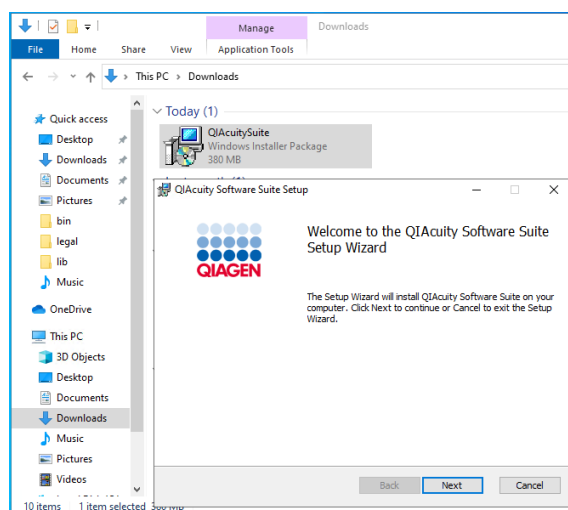 Manage
Downloads
File
Home
Share
View
Application Tools
This PC
Downloads
Quick access
Desktop
Downloads
Documents
Pictures
bin
legal
lib
Music
OneDrive
This PC
3D Objects
Desktop
Documents
Downloads
Music
Pictures
Videos
Today (1)
QIAcuitySuite
Windows Installer Package
380 MB
QIAcuity Software Suite Setup
QIAGEN
Welcome to the QIAcuity Software Suite
Setup Wizard
The Setup Wizard will install QIAcuity Software Suite on your
computer. Click Next to continue or Cancel to exit the Setup
Wizard.
Back
Next
Cancel
10 items
1 item selected